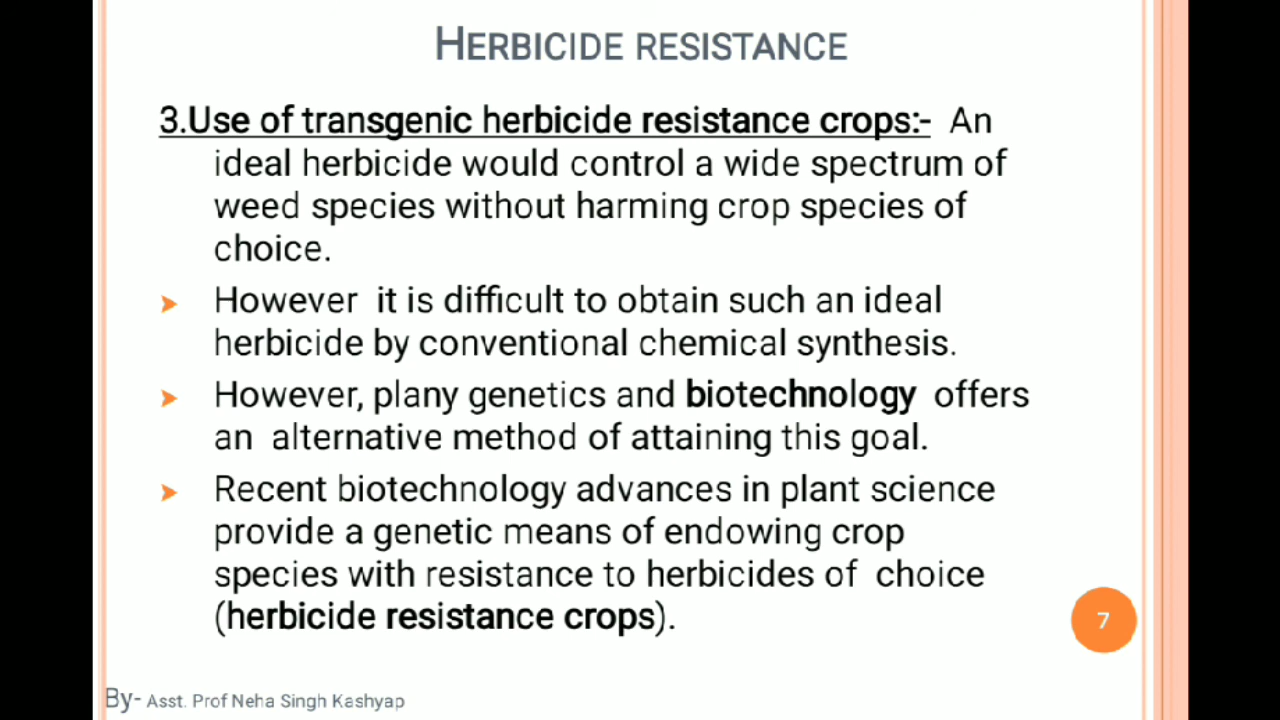 HERBICIDE RESISTANCE
3.Use of transgenic herbicide resistance crops:- An
ideal herbicide would control a wide spectrum of
weed species without harming crop species of
choice.
However it is difficult to obtain such an ideal
herbicide by conventional chemical synthesis.
However, plany genetics and biotechnology offers
an alternative method of attaining this goal.
Recent biotechnology advances in plant science
provide a genetic means of endowing crop
species with resistance to herbicides of choice
(herbicide resistance crops).
7
By- Asst. Prof Neha Singh Kashyap